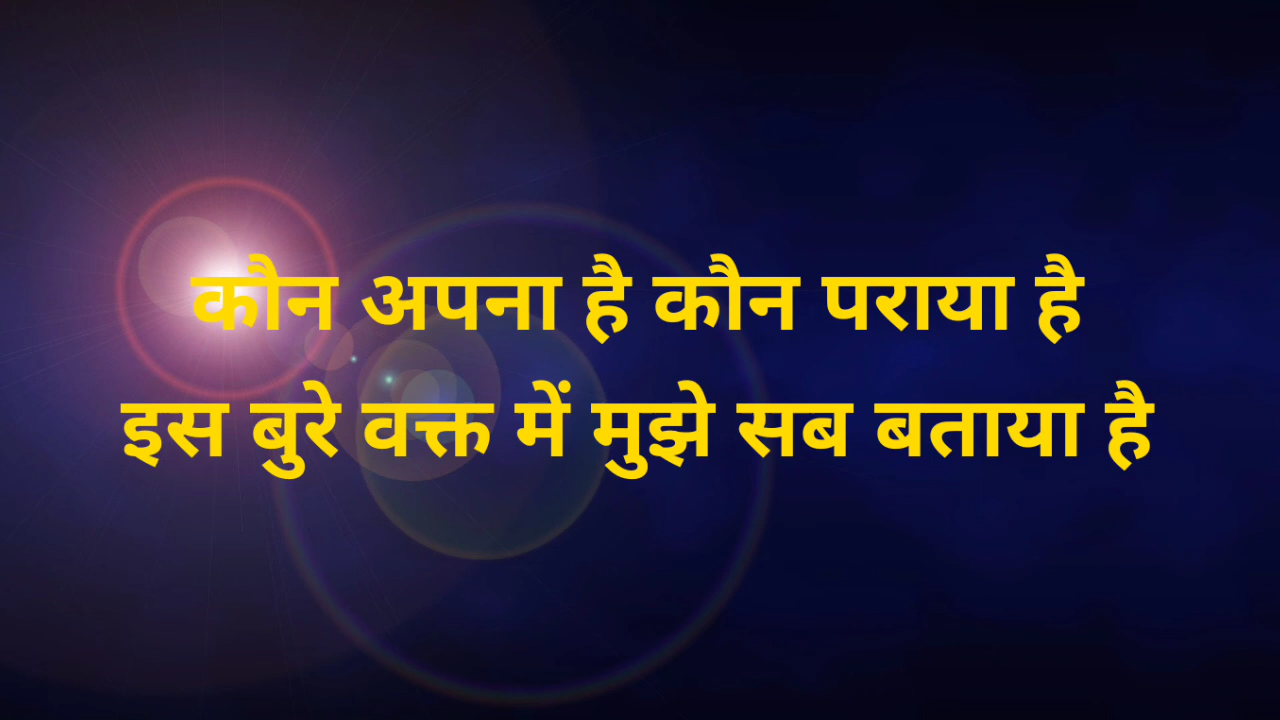 कौन अपना है कौन पराया है
इस बुरे वक्त में मुझे सब बताया है